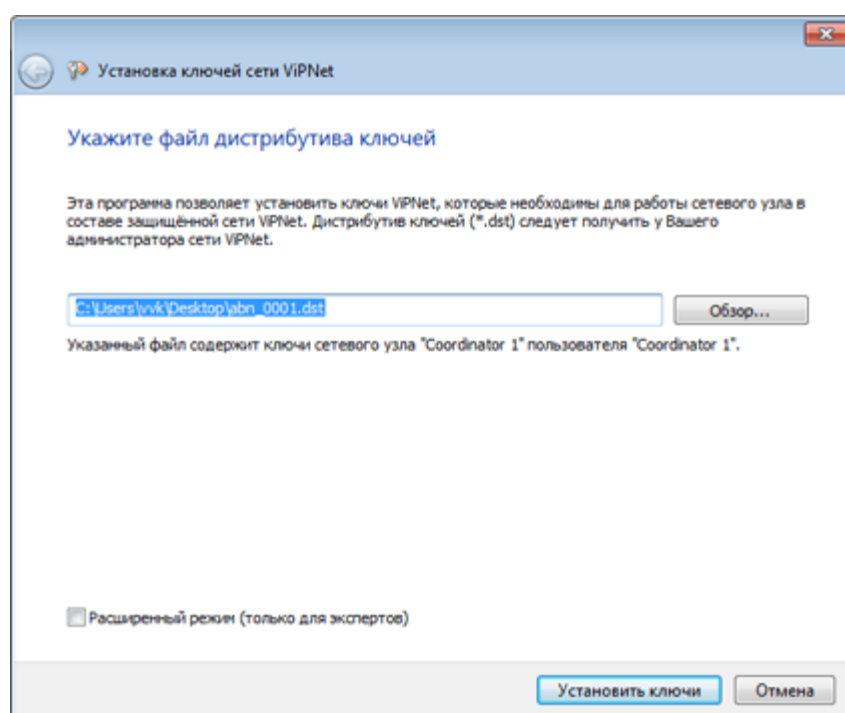 Установка ключей сети ViPNet
Укажите файл дистрибутива ключей
Эта программа позволяет установить ключи ViPNet, которые необходимы для работы сетевого узла в
составе защищённой сети ViPNet. Дистрибутив ключей (*.dst) следует получить у Вашего
администратора сети ViPNet.
C:\Users\vvk\Desktop\abn_0001.dst
Обзор...
Указанный файл содержит ключи сетевого узла "Coordinator 1" пользователя "Coordinator 1".
Расширенный режим (только для экспертов)
Установить ключи
Отмена